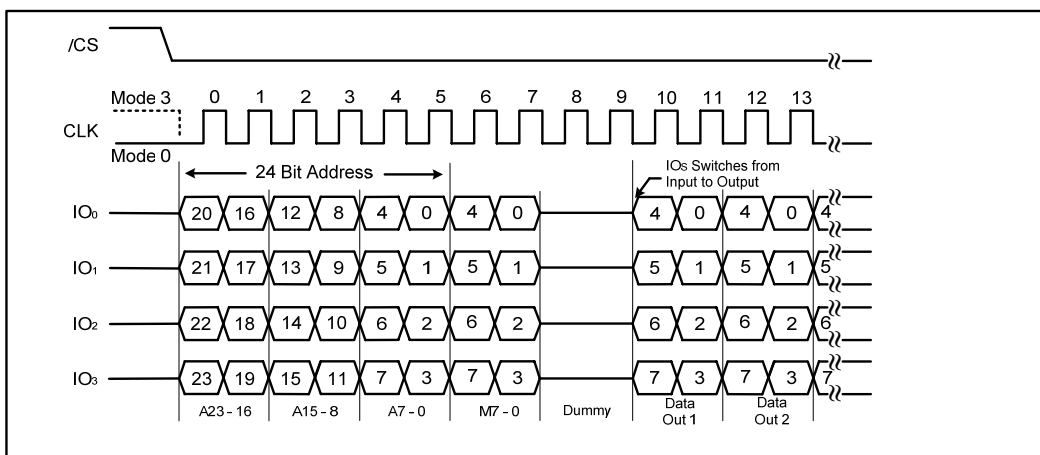 /CS
Mode 3 0 1 2 3 4 5 6 7 8 9 10 11 12 13
CLK
Mode 0
24 Bit Address
IOs Switches from
Input to Output
IO0 20 16 12 8 4 0 4 0 4 0 4 0 4
IO1 21 17 13 9 5 1 5 1 5 1 5 1 5
IO2 22 18 14 10 6 2 6 2 6 2 6 2 6
IO3 23 19 15 11 7 3 7 3 7 3 7 3 7
A23 - 16 A15 - 8 A7 - 0 M7 - 0 Dummy Data Out 1 Data Out 2